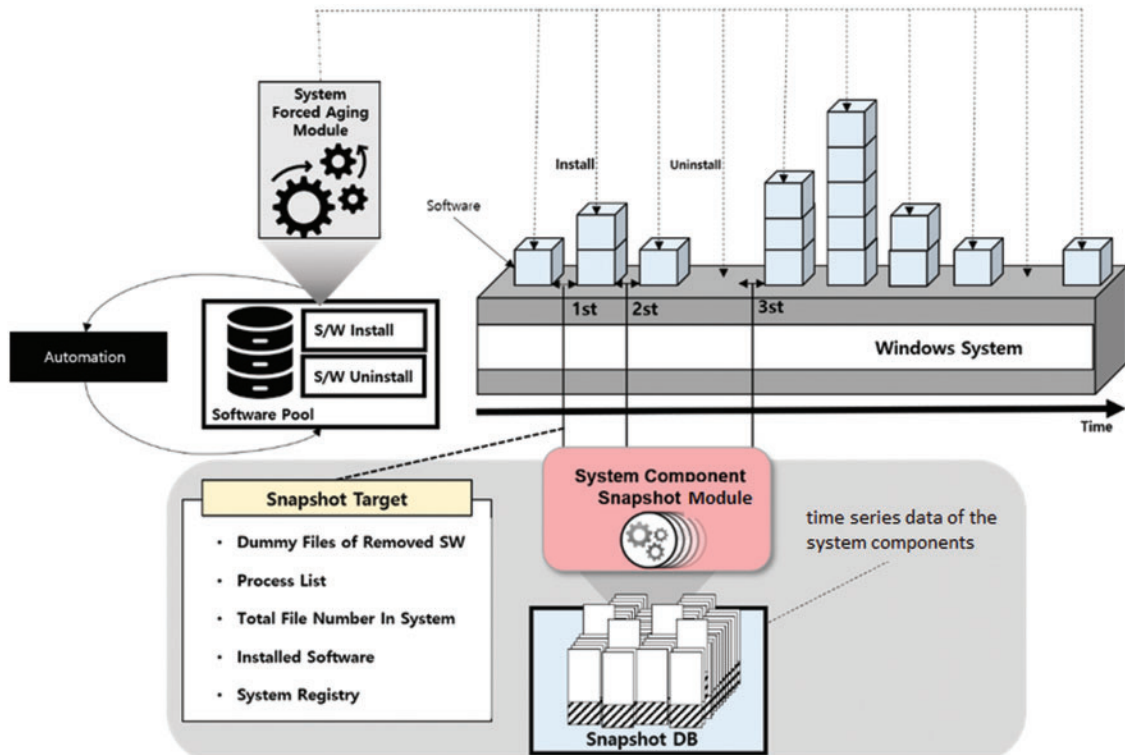 System
Forced Aging
Module
Install
Uninstall
Software
1st
2st
3st
S/W Install
S/W Uninstall
Automation
Software Pool
Windows System
Time
System Component
Snapshot Module
Snapshot Target
• Dummy Files of Removed SW
• Process List
• Total File Number In System
• Installed Software
• System Registry
time series data of the
system components
Snapshot DB